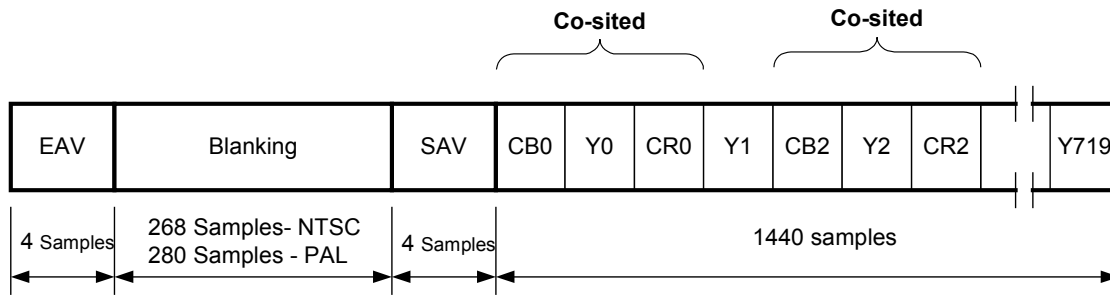 Co-sited Co-sited
EAV Blanking SAV CB0 Y0 CR0 Y1 CB2 Y2 CR2 Y719
4 Samples 268 Samples- NTSC 4 Samples 1440 samples
280 Samples - PAL